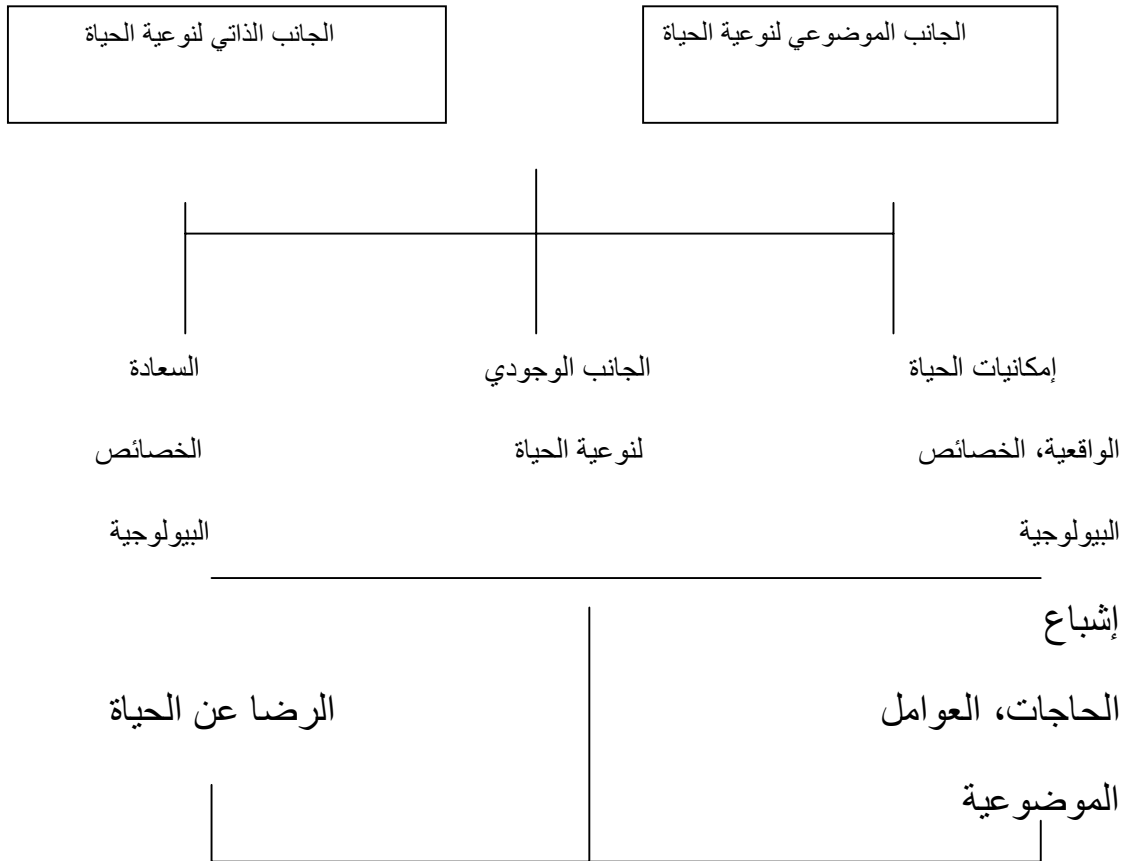 الجانب الموضوعي لنوعية الحياة
الجانب الذاتي لنوعية الحياة
إمكانيات الحياة الجانب الوجودي السعادة
الواقعية، الخصائص لنوعية الحياة الخصائص
البيولوجية البيولوجية
إشباع
الحاجات، العوامل الرضا عن الحياة
الموضوعية